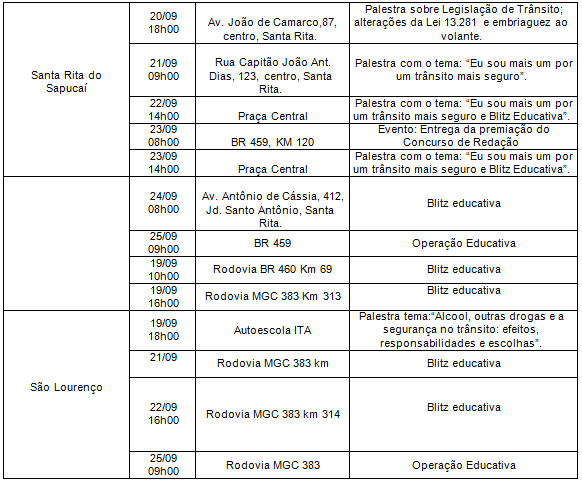 20/09
18h00
Av. João de Camarco,87,
centro, Santa Rita.
Palestra sobre Legislação de Trânsito;
alterações da Lei 13.281 e embriaguez ao
volante.
Santa Rita do
Sapucaí
21/09
09h00
Rua Capitão João Ant.
Dias, 123, centro, Santa
Rita.
Palestra com o tema: “Eu sou mais um por
um trânsito mais seguro”.
22/09
14h00
Praça Central
Palestra com o tema: “Eu sou mais um por
um trânsito mais seguro e Blitz Educativa”.
23/09
08h00
BR 459, KM 120
Evento: Entrega da premiação do
Concurso de Redação
23/09
14h00
Praça Central
Palestra com o tema: “Eu sou mais um por
um trânsito mais seguro e Blitz Educativa”.
24/09
08h00
Av. Antônio de Cássia, 412,
Jd. Santo Antônio, Santa
Rita.
Blitz educativa
25/09
09h00
BR 459
Operação Educativa
19/09
10h00
Rodovia BR 460 Km 69
Blitz educativa
19/09
16h00
Rodovia MGC 383 Km 313
Blitz educativa
São Lourenço
19/09
18h00
Autoescola ITA
Palestra tema:“Alcool, outras drogas e a
segurança no trânsito: efeitos,
responsabilidades e escolhas”.
21/09
Rodovia MGC 383 km
Blitz educativa
22/09
16h00
Rodovia MGC 383 km 314
Blitz educativa
25/09
09h00
Rodovia MGC 383
Operação Educativa